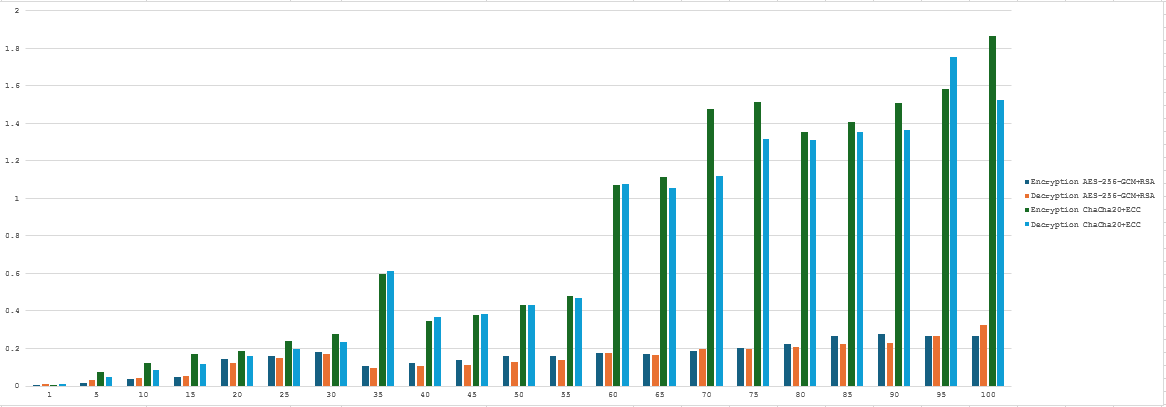 2
1.8
1.6
1.4
1.2
1
0.8
0.6
0.4
0.2
0
1 5 10 15 20 25 30 35 40 45 50 55 60 65 70 75 80 85 90 95 100
Encryption AES-256-GCM+RSA
Decryption AES-256-GCM+RSA
Encryption ChaCha20+ECC
Decryption ChaCha20+ECC